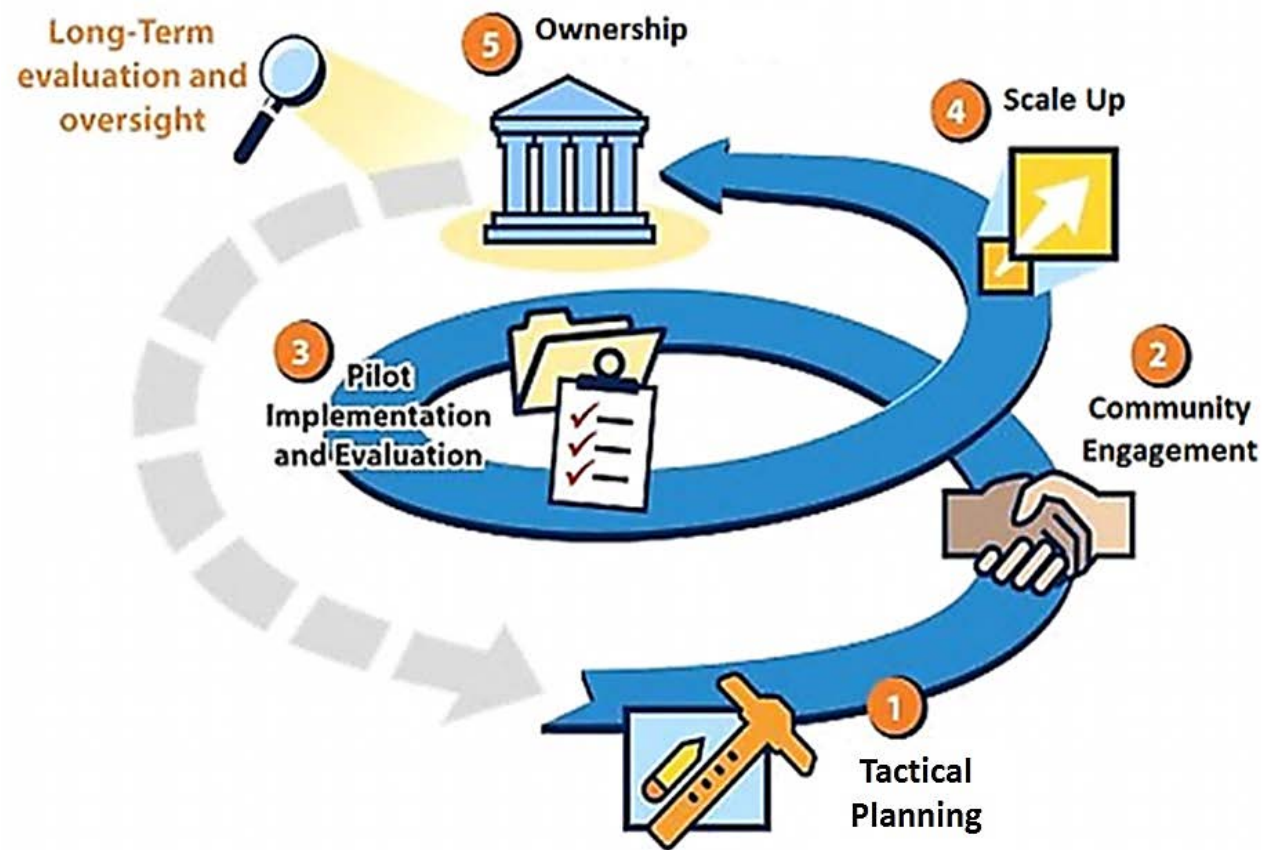 Long-Term
evaluation and
oversight
5 Ownership
4 Scale Up
3 Pilot
Implementation
and Evaluation
2
Community
Engagement
1
Tactical
Planning